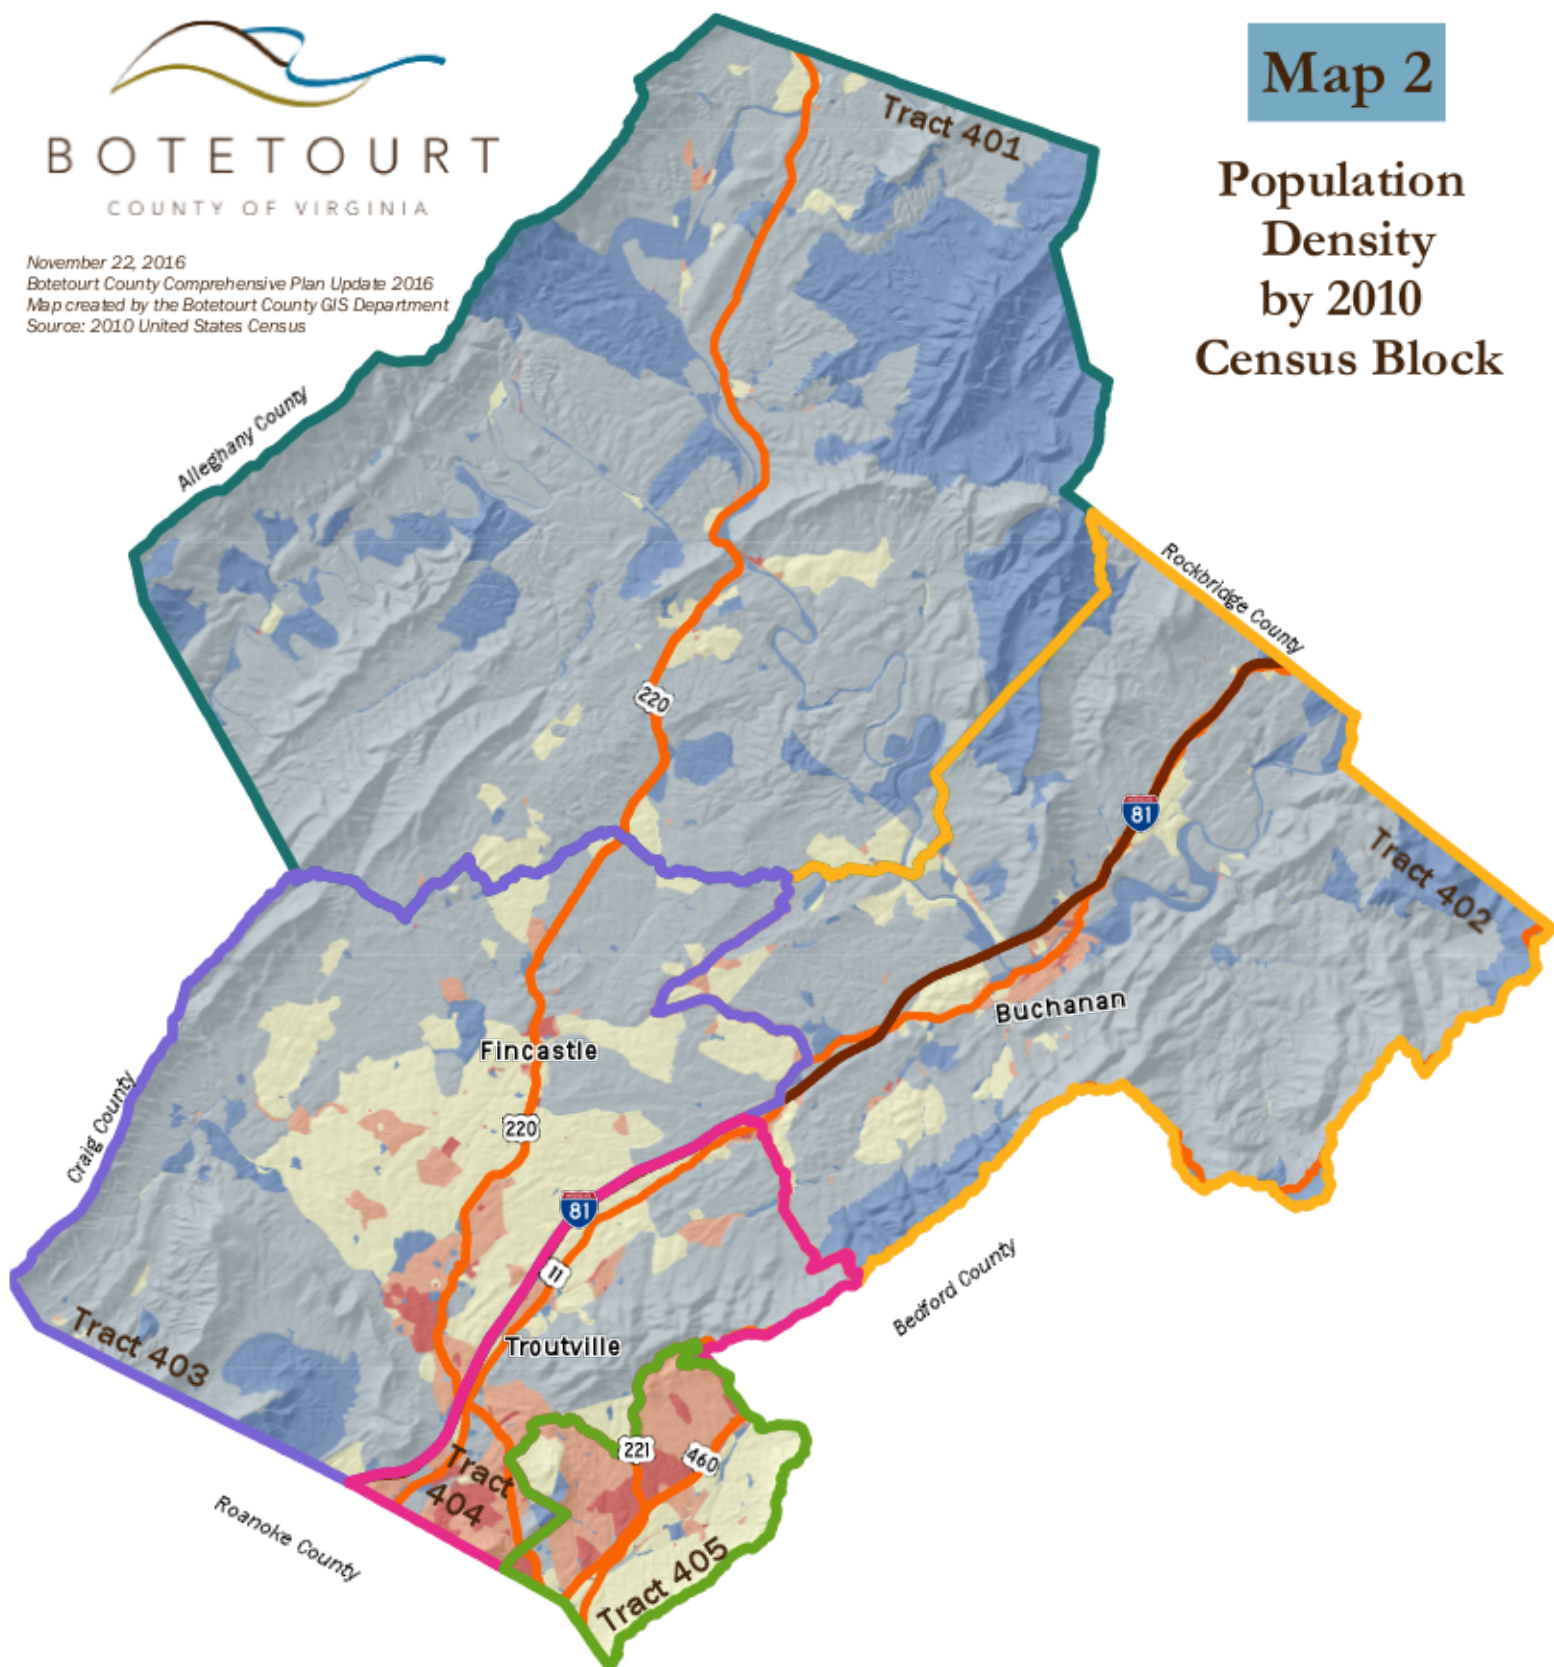 BOTETOURT
COUNTY OF VIRGINIA
November 22, 2016
Botetourt County Comprehensive Plan Update 2016
Map created by the Botetourt County GIS Department
Source: 2010 United States Census
Map 2
Population
Density
by 2010
Census Block
Tract 401
Alleghany County
Rockbridge County
220
81
Tract 402
Buchanan
Fincastle
Craig County
220
81
11
Bedford County
Troutville
Tract 403
221
460
Tract
404
Roanoke County
Tract 405